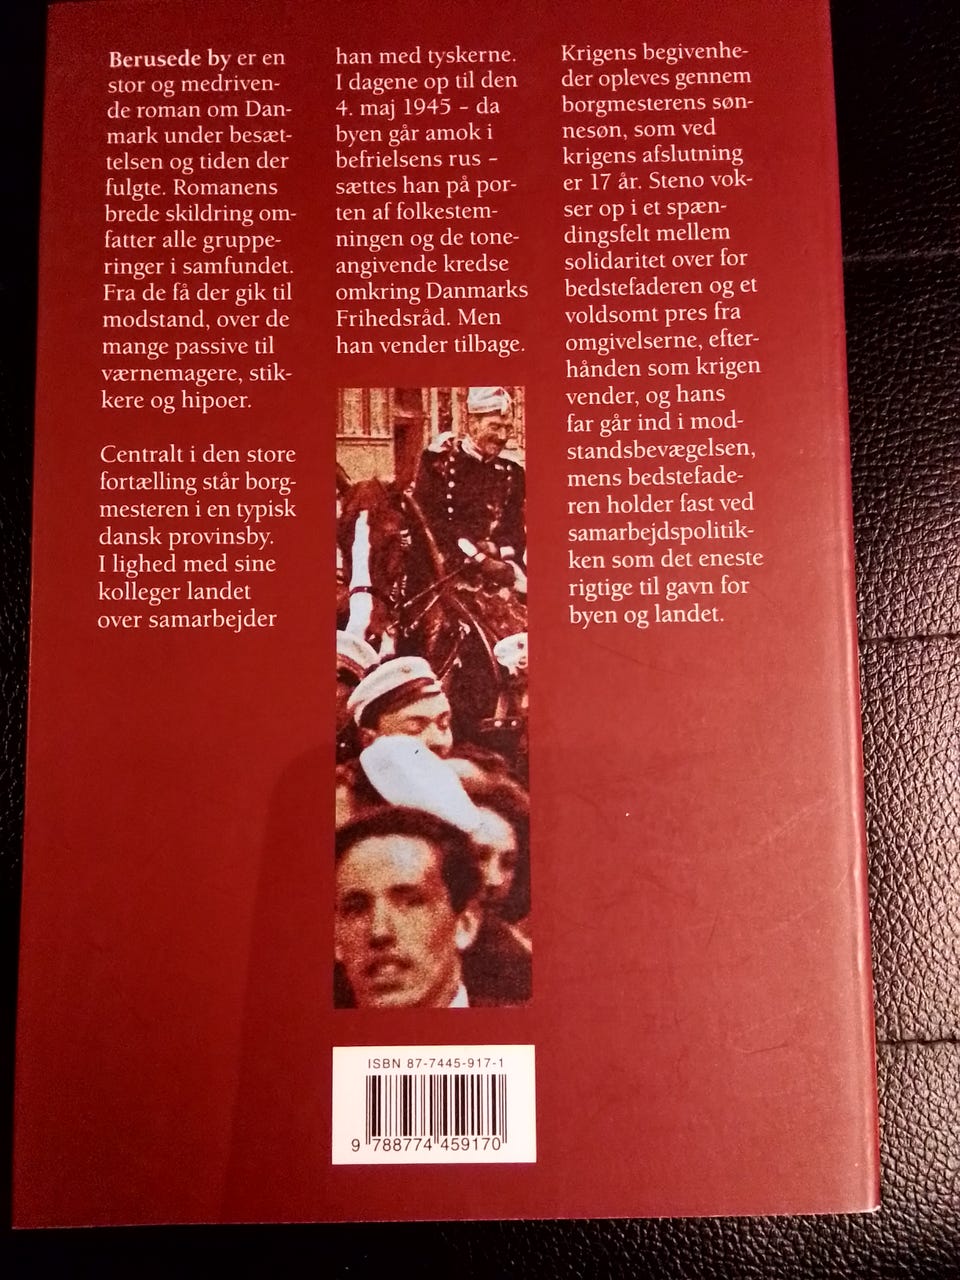 Berusede by er en
stor og medriven-
de roman om Dan-
mark under besæt-
telsen og tiden der
fulgte. Romanens
brede skildring om-
fatter alle gruppe-
ringer i samfundet.
Fra de få der gik til
modstand, over de
mange passive til
værnemagere, stik-
kere og hipoer.
Centralt i den store
fortælling står borg-
mesteren i en typisk
dansk provinsby.
I lighed med sine
kolleger landet
over samarbejder
han med tyskerne.
I dagene op til den
4. maj 1945 – da
byen går amok i
befrielsens rus –
sættes han på por-
ten af folkestem-
ningen og de tone-
angivende kredse
omkring Danmarks
Frihedsråd. Men
han vender tilbage.
Krigens begivenhe-
der opleves gennem
borgmesterens søn-
nesøn, som ved
krigens afslutning
er 17 år. Steno vok-
ser op i et spæn-
dingsfelt mellem
solidaritet over for
bedstefaderen og et
voldsomt pres fra
omgivelserne, efter-
hånden som krigen
vender, og hans
far går ind i mod-
standsbevægelsen,
mens bedstefade-
ren holder fast ved
samarbejdspolitik-
ken som det eneste
rigtige til gavn for
byen og landet.
ISBN 87-7445-917-1
9 788774 459170